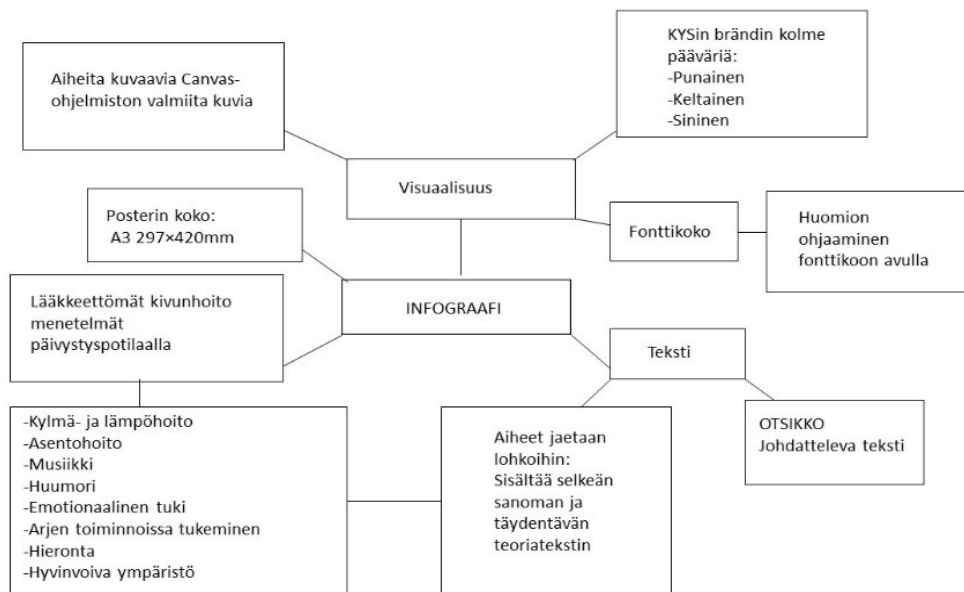 Aiheita kuvaavia Canvas-
ohjelmiston valmiita kuvia
KYSin brändin kolme
pääväriä:
-Punainen
-Keltainen
-Sininen
Visuaalisuus
Posterin koko:
A3 297×420mm
Fonttikoko
Huomion
ohjaaminen
fonttikoon avulla
Lääkkeettömät kivunhoito
menetelmät
päivystyspotilaalla
INFOGRAAFI
Teksti
-Kylmä- ja lämpöhoito
-Asentohoito
-Musiikki
-Huumori
-Emotionaalinen tuki
-Arjen toiminnoissa tukeminen
-Hieronta
-Hyvinvoiva ympäristö
Aiheet jaetaan
lohkoihin:
Sisältää selkeän
sanoman ja
täydentävän
teoriatekstin
OTSIKKO
Johdatteleva teksti